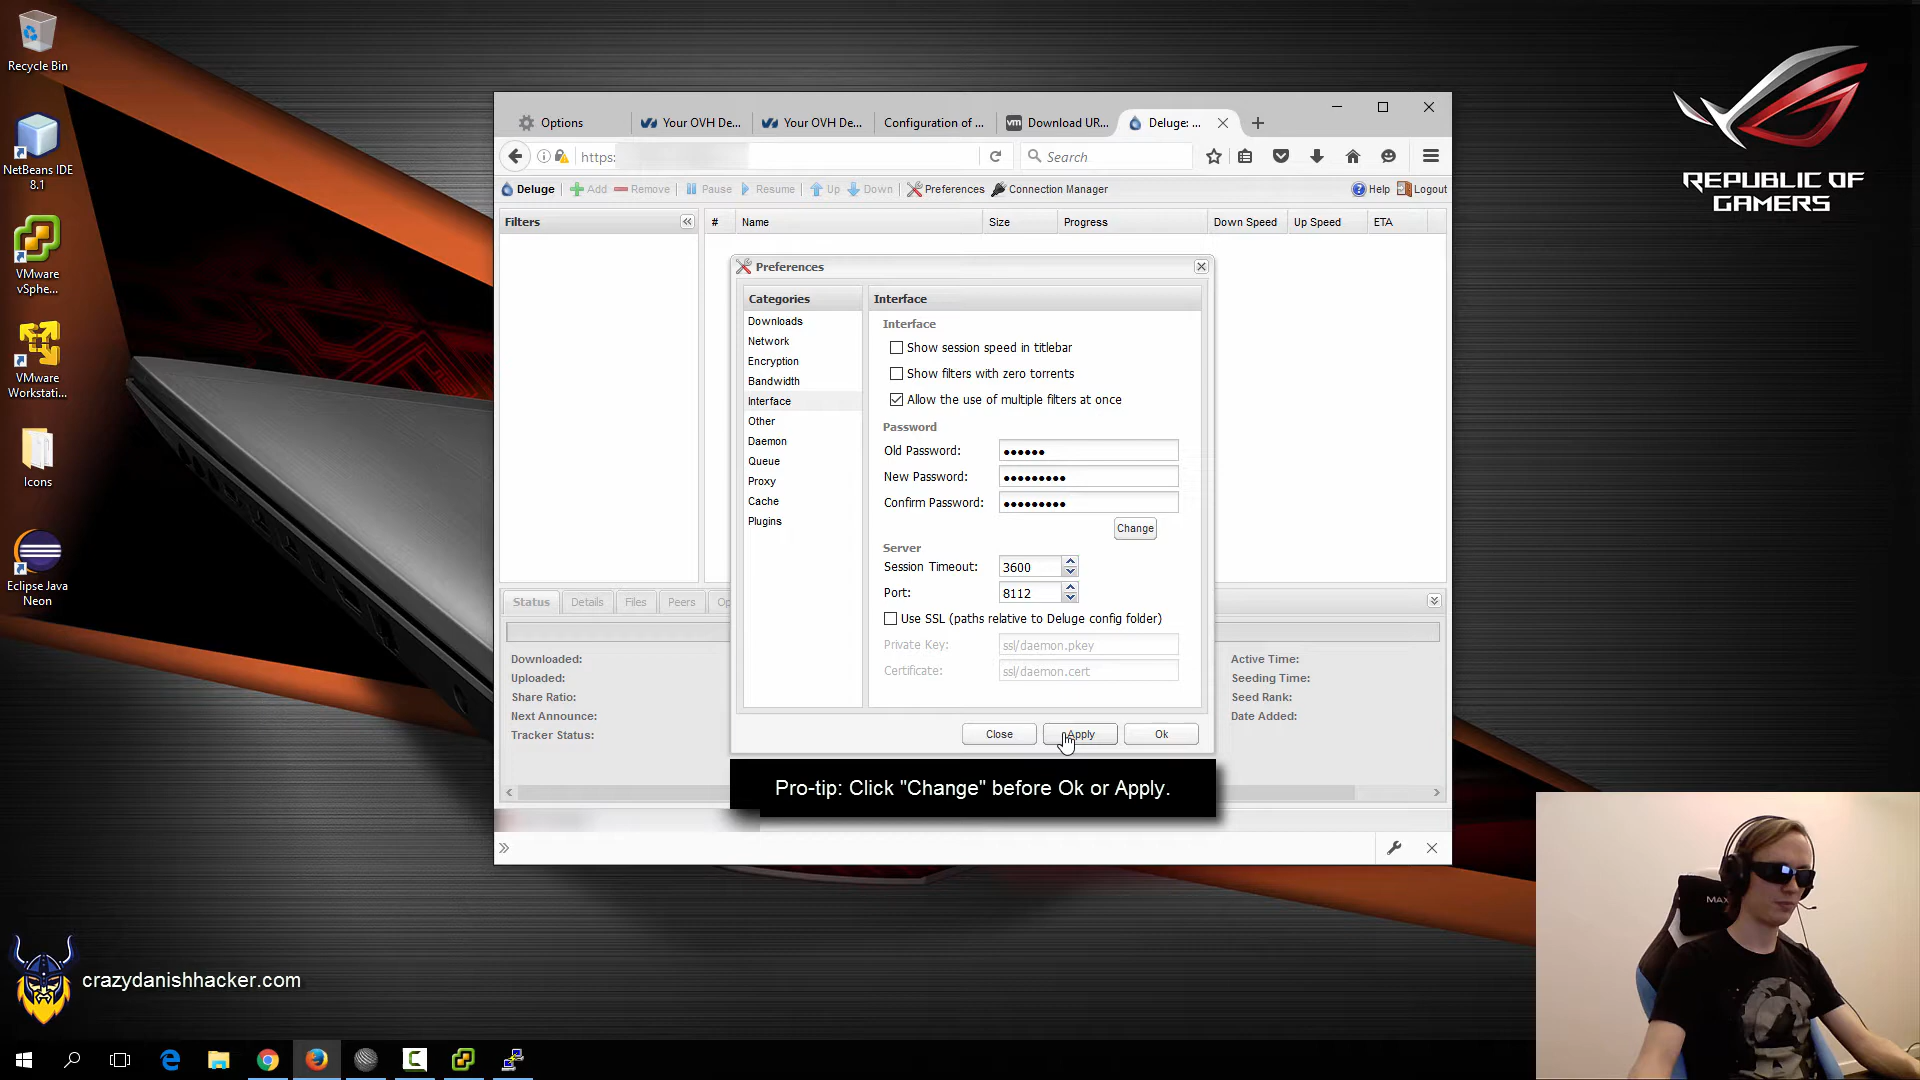 Recycle Bin
NetBeans IDE
8.1
VMware
vSphe...
VMware
Workstati...
Icons
Eclipse Java
Neon
crazydanishhacker.com
REPUBLIC OF
GAMERS
Options
Your OVH De...
Your OVH De...
Configuration of ...
vm
Download UR...
Deluge: ...
https:
Search
Deluge
Add
Remove
Pause
Resume
Up
Down
Preferences
Connection Manager
Help
Logout
Filters
#
Name
Size
Progress
Down Speed
Up Speed
ETA
Preferences
Categories
Downloads
Network
Encryption
Bandwidth
Interface
Other
Daemon
Queue
Proxy
Cache
Plugins
Interface
Interface
Show session speed in titlebar
Show filters with zero torrents
Allow the use of multiple filters at once
Password
Old Password:
New Password:
Confirm Password:
Change
Server
Session Timeout: 3600
Port: 8112
Use SSL (paths relative to Deluge config folder)
Private Key: ssl/daemon.pkey
Certificate: ssl/daemon.cert
Close
Apply
Ok
Status
Details
Files
Peers
Op
Downloaded:
Uploaded:
Share Ratio:
Next Announce:
Tracker Status:
Active Time:
Seeding Time:
Seed Rank:
Date Added:
Pro-tip: Click "Change" before Ok or Apply.